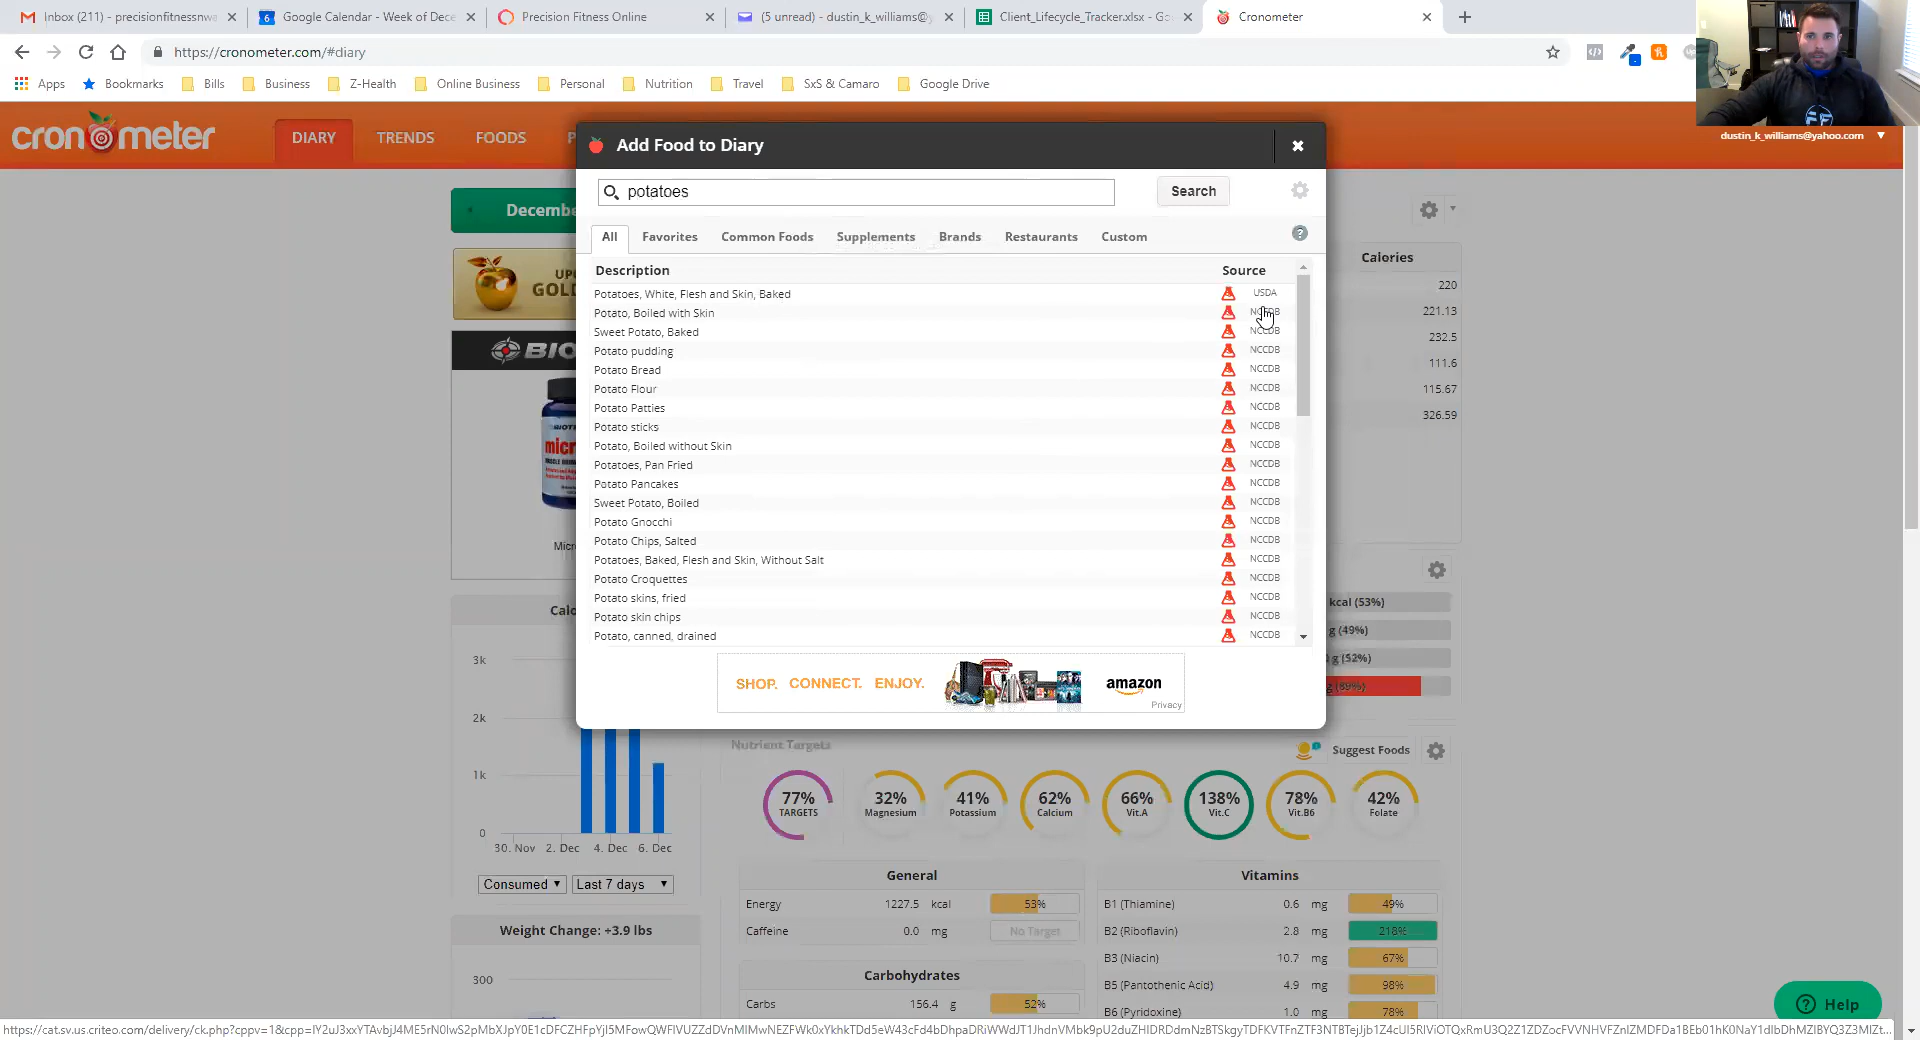 Inbox (211) - precisionfitnessnwa
Google Calendar - Week of Dece
Precision Fitness Online
(5 unread) - dustin_k_williams@y
Client_Lifecycle_Tracker.xlsx - Go
Cronometer
https://cronometer.com/#diary
Apps
Bookmarks
Bills
Business
Z-Health
Online Business
Personal
Nutrition
Travel
SxS & Camaro
Google Drive
cronometer
DIARY
TRENDS
FOODS
dustin_k_williams@yahoo.com
Add Food to Diary
potatoes
Search
All
Favorites
Common Foods
Supplements
Brands
Restaurants
Custom
Description Source
Potatoes, White, Flesh and Skin, Baked USDA
Potato, Boiled with Skin
Sweet Potato, Baked NCCDB
Potato pudding NCCDB
Potato Bread NCCDB
Potato Flour NCCDB
Potato Patties NCCDB
Potato sticks NCCDB
Potato, Boiled without Skin NCCDB
Potatoes, Pan Fried NCCDB
Potato Pancakes NCCDB
Sweet Potato, Boiled NCCDB
Potato Gnocchi NCCDB
Potato Chips, Salted NCCDB
Potatoes, Baked, Flesh and Skin, Without Salt NCCDB
Potato Croquettes NCCDB
Potato skins, fried NCCDB
Potato skin chips NCCDB
Potato, canned, drained NCCDB
SHOP. CONNECT. ENJOY. amazon
Privacy
Decembe
UP
GOLD
BIO
micr
Micr
Calories
220
221.13
232.5
111.6
115.67
326.59
kcal (53%)
g (49%)
g (52%)
g (89%)
Calo
3k
2k
1k
0
30. Nov 2. Dec 4. Dec 6. Dec
Consumed
Last 7 days
Weight Change: +3.9 lbs
300
Nutrient Targets
Suggest Foods
77%
TARGETS
32%
Magnesium
41%
Potassium
62%
Calcium
66%
Vit.A
138%
Vit.C
78%
Vit.B6
42%
Folate
General
Energy 1227.5 kcal 53%
Caffeine 0.0 mg No Target
Carbohydrates
Carbs 156.4 g 52%
Vitamins
B1 (Thiamine) 0.6 mg 49%
B2 (Riboflavin) 2.8 mg 218%
B3 (Niacin) 10.7 mg 67%
B5 (Pantothenic Acid) 4.9 mg 98%
B6 (Pyridoxine) 1.0 mg 78%
Help